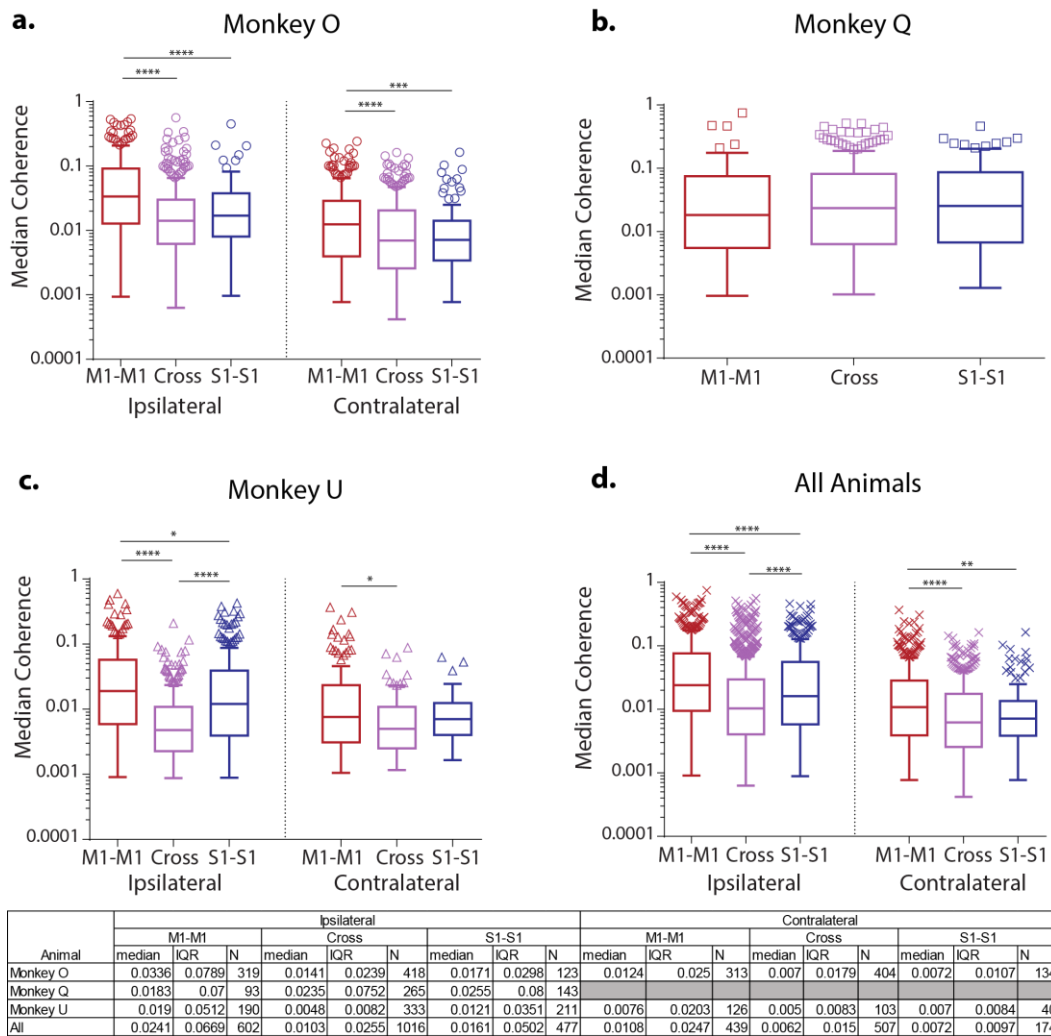 a.
Monkey O
****
****
***
****
Median Coherence
1
0.1
0.01
0.001
0.0001
M1-M1 Cross S1-S1 M1-M1 Cross S1-S1
Ipsilateral Contralateral
b.
Monkey Q
Median Coherence
1
0.1
0.01
0.001
0.0001
M1-M1 Cross S1-S1
c.
Monkey U
*
****
****
*
Median Coherence
1
0.1
0.01
0.001
0.0001
M1-M1 Cross S1-S1 M1-M1 Cross S1-S1
Ipsilateral Contralateral
d.
All Animals
****
****
****
**
****
Median Coherence
1
0.1
0.01
0.001
0.0001
M1-M1 Cross S1-S1 M1-M1 Cross S1-S1
Ipsilateral Contralateral
Ipsilateral Contralateral
M1-M1 Cross S1-S1 M1-M1 Cross S1-S1
Animal median IQR N median IQR N median IQR N median IQR N median IQR N median IQR N
Monkey O 0.0336 0.0789 319 0.0141 0.0239 418 0.0171 0.0298 123 0.0124 0.025 313 0.007 0.0179 404 0.0072 0.0107 134
Monkey Q 0.0183 0.07 93 0.0235 0.0752 265 0.0255 0.08 143
Monkey U 0.019 0.0512 190 0.0048 0.0082 333 0.0121 0.0351 211 0.0076 0.0203 126 0.005 0.0083 103 0.007 0.0084
All 0.0241 0.0669 602 0.0103 0.0255 1016 0.0161 0.0502 477 0.0108 0.0247 439 0.0062 0.015 507 0.0072 0.0097